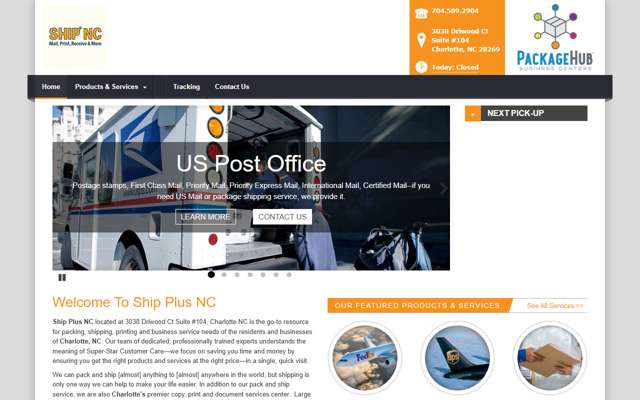 SHIP+ NC
Mail, Print, Receive & More
704.589.2904
3038 Driwood Ct
Suite #104
Charlotte, NC 28269
Today: Closed
PACKAGEHUB
BUSINESS CENTERS
Home
Products & Services
Tracking
Contact Us
NEXT PICK-UP
US Post Office
Postage stamps, First Class Mail, Priority Mail, Priority Express Mail, International Mail, Certified Mail--if you
need US Mail or package shipping service, we provide it.
LEARN MORE
CONTACT US
Welcome To Ship Plus NC
OUR FEATURED PRODUCTS & SERVICES...
See All Services >>
Ship Plus NC located at 3038 Driwood Ct Suite #104, Charlotte NC is the go-to resource
for packing, shipping, printing and business service needs of the residents and businesses
of Charlotte, NC. Our team of dedicated, professionally trained experts understands the
meaning of Super-Star Customer Care—we focus on saving you time and money by
ensuring you get the right products and services at the right price—in a single, quick visit.
FedEx
ups
We can pack and ship [almost] anything to [almost] anywhere in the world, but shipping is
only one way we can help to make your life easier. In addition to our pack and ship
service, we are also Charlotte's premier copy, print and document services center. Large